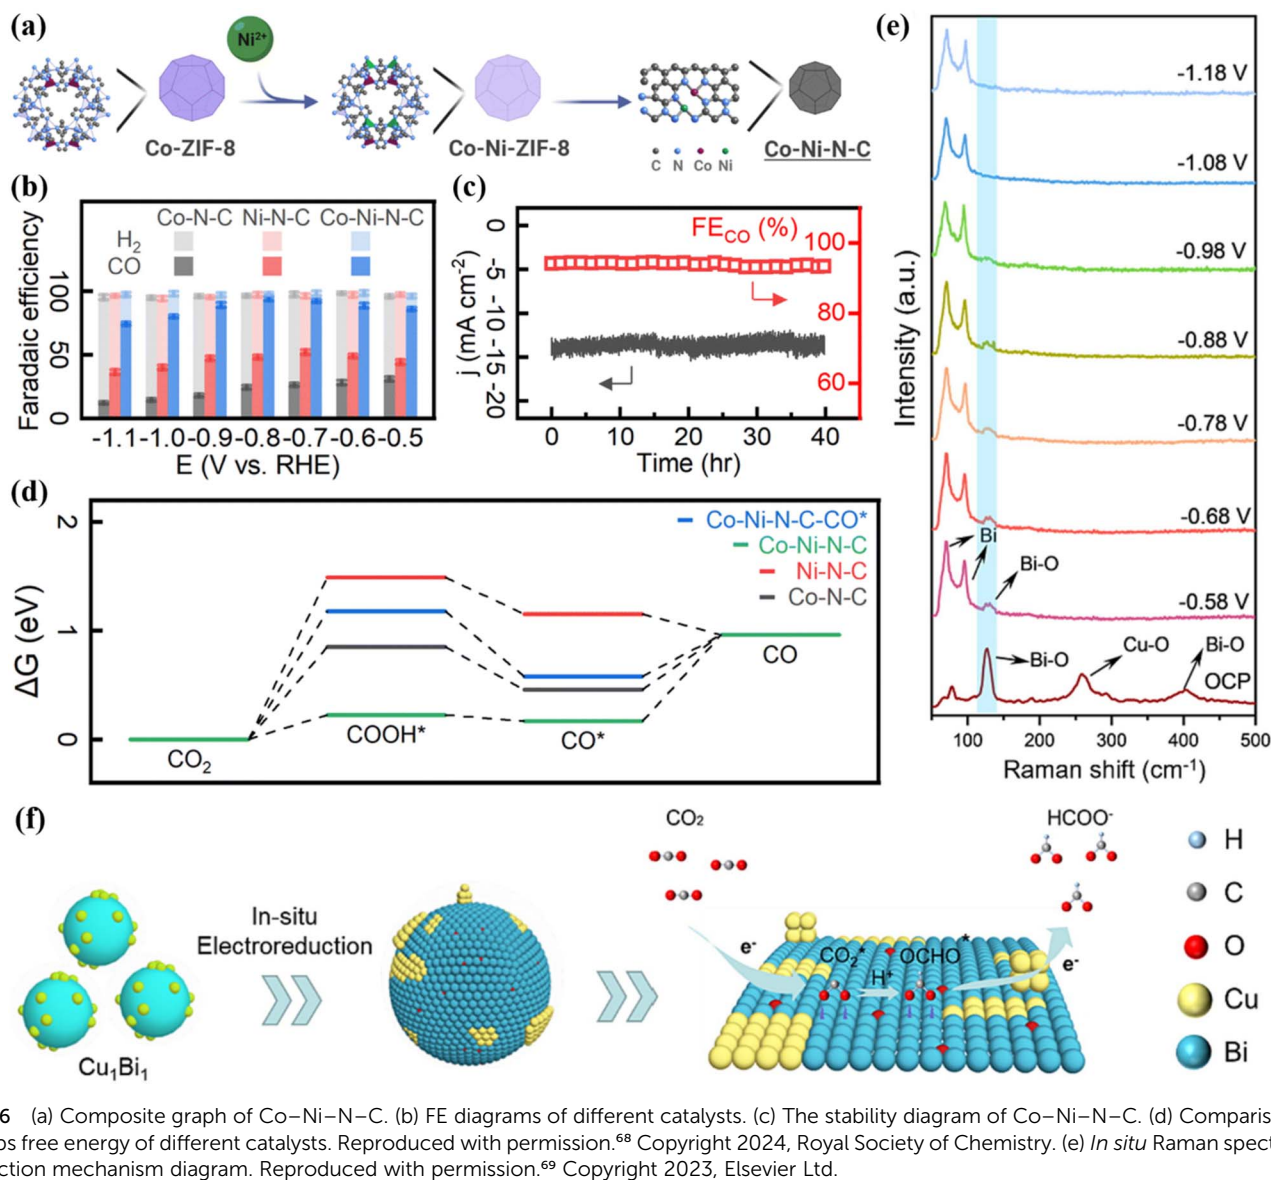 (a)
Ni²⁺
Co-ZIF-8
Co-Ni-ZIF-8
C N Co Ni
Co-Ni-N-C
(b)
Co-N-C Ni-N-C Co-Ni-N-C
H₂
CO
Faradaic efficiency
100
50
0
-1.1 -1.0 -0.9 -0.8 -0.7 -0.6 -0.5
E (V vs. RHE)
(c)
FE_CO (%)
j (mA cm⁻²)
0
-5
-10
-15
-20
100
80
60
0 10 20 30 40
Time (hr)
(d)
Co-Ni-N-C-CO*
Co-Ni-N-C
Ni-N-C
Co-N-C
ΔG (eV)
2
1
0
CO₂
COOH*
CO*
CO
(e)
Intensity (a.u.)
-1.18 V
-1.08 V
-0.98 V
-0.88 V
-0.78 V
-0.68 V
Bi
Bi-O
-0.58 V
Bi-O
Cu-O
Bi-O
OCP
100 200 300 400 500
Raman shift (cm⁻¹)
(f)
Cu₁Bi₁
In-situ
Electroreduction
CO₂
HCOO⁻
e⁻
CO₂*
H⁺
OCHO*
e⁻
H
C
O
Cu
Bi
6 (a) Composite graph of Co–Ni–N–C. (b) FE diagrams of different catalysts. (c) The stability diagram of Co–Ni–N–C. (d) Comparis
free energy of different catalysts. Reproduced with permission.⁶⁸ Copyright 2024, Royal Society of Chemistry. (e) In situ Raman spect
ction mechanism diagram. Reproduced with permission.⁶⁹ Copyright 2023, Elsevier Ltd.